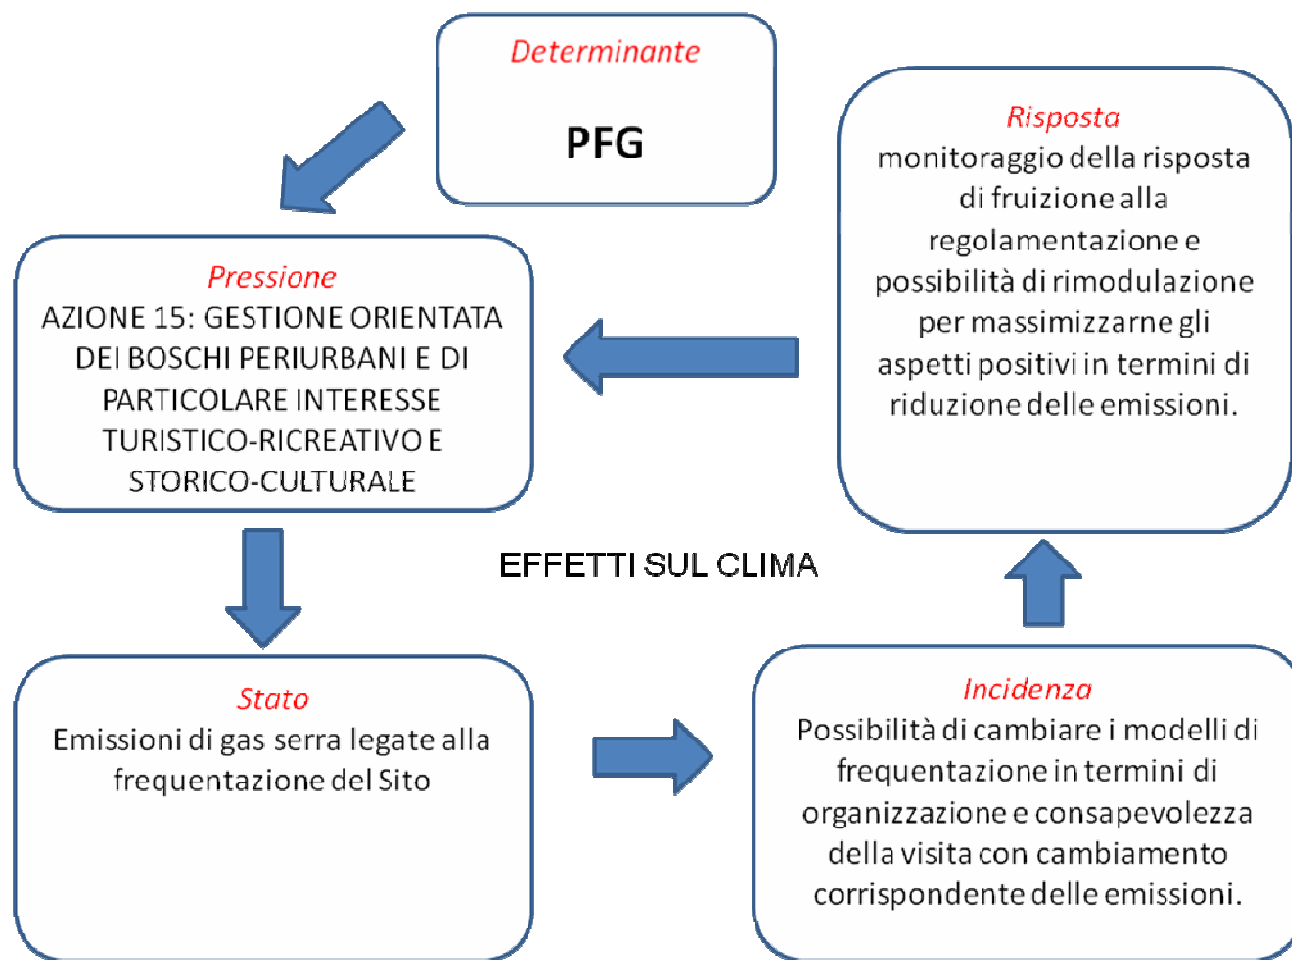 Determinante
PFG
Risposta
monitoraggio della risposta
di fruizione alla
regolamentazione e
possibilità di rimodulazione
per massimizzarne gli
aspetti positivi in termini di
riduzione delle emissioni.
Pressione
AZIONE 15: GESTIONE ORIENTATA
DEI BOSCHI PERIURBANI E DI
PARTICOLARE INTERESSE
TURISTICO-RICREATIVO E
STORICO-CULTURALE
EFFETTI SUL CLIMA
Stato
Emissioni di gas serra legate alla
frequentazione del Sito
Incidenza
Possibilità di cambiare i modelli di
frequentazione in termini di
organizzazione e consapevolezza
della visita con cambiamento
corrispondente delle emissioni.